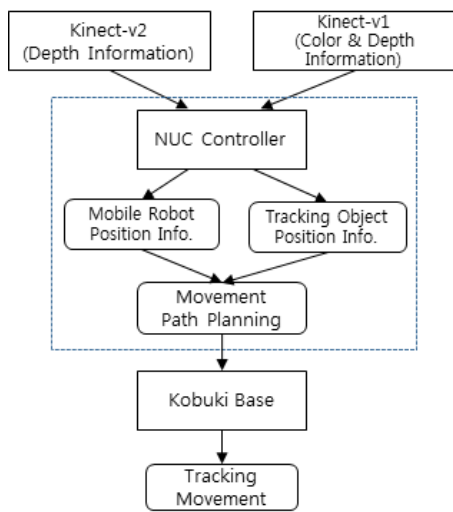 Kinect-v2
(Depth Information)
Kinect-v1
(Color & Depth
Information)
NUC Controller
Mobile Robot
Position Info.
Tracking Object
Position Info.
Movement
Path Planning
Kobuki Base
Tracking
Movement